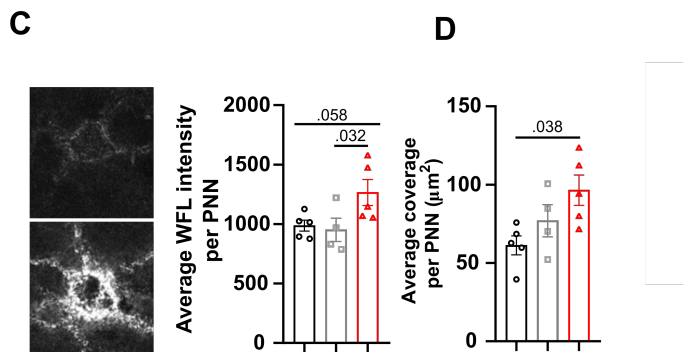 C
Average WFL intensity
per PNN
2000
1500
1000
500
0
.058
.032
D
Average coverage
per PNN (µm²)
150
100
50
0
.038